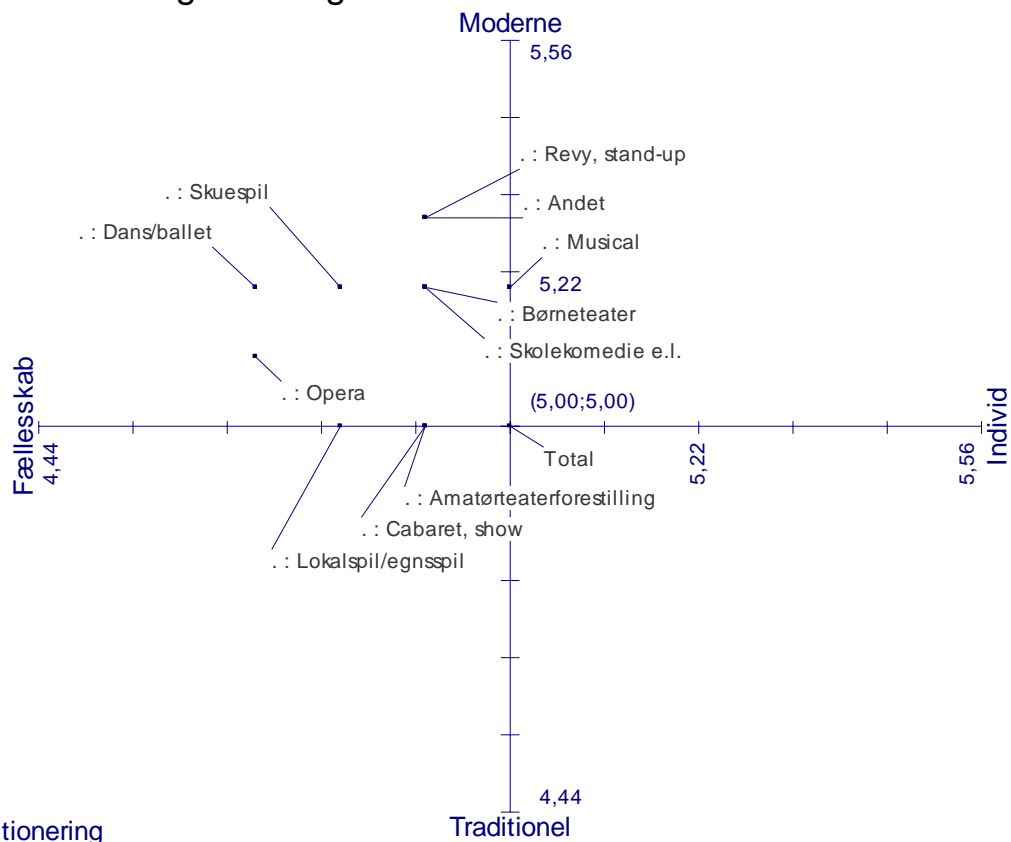 Moderne
5,56
. : Revy, stand-up
. : Skuespil
. : Andet
. : Dans/ballet
. : Musical
5,22
. : Børneteater
. : Skolekomedie e.l.
. : Opera
(5,00;5,00)
Fællesskab
4,44
Total
5,22
5,56
Individ
. : Amatørteaterforestilling
. : Cabaret, show
. : Lokalspil/egnsspil
4,44
Traditionel
tionering